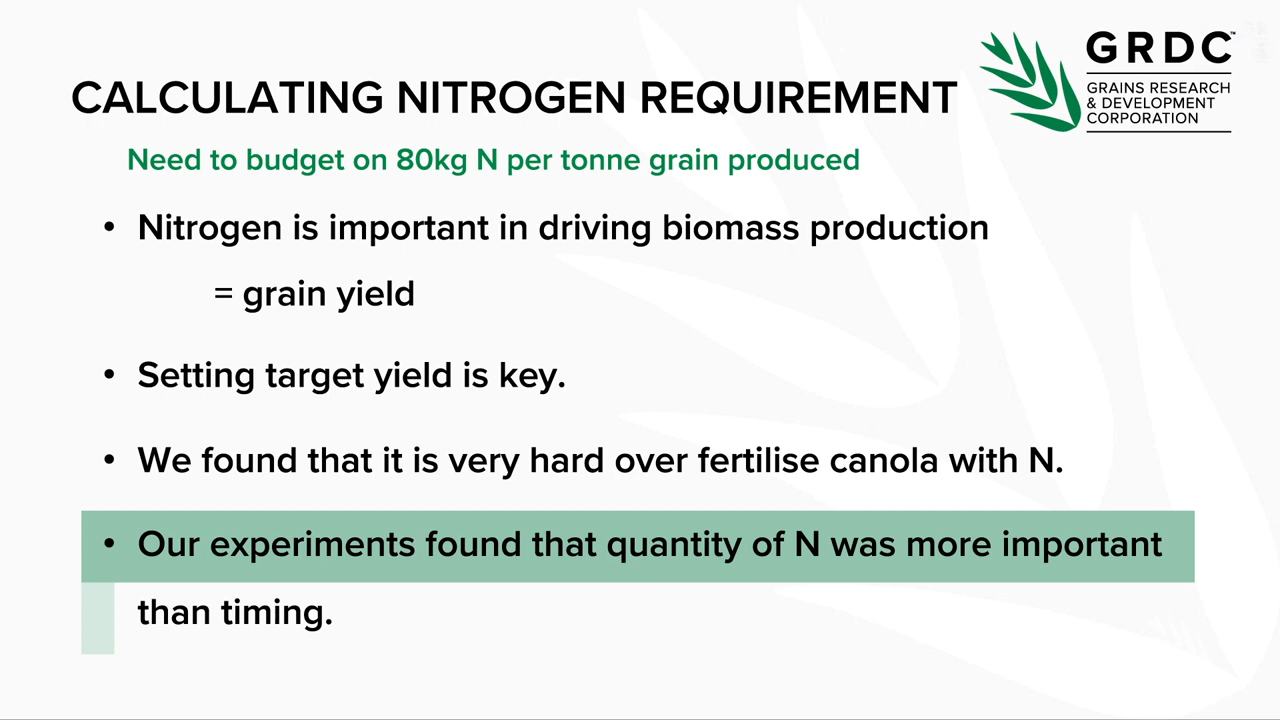 GRDC™
GRAINS RESEARCH
& DEVELOPMENT
CORPORATION
CALCULATING NITROGEN REQUIREMENT
Need to budget on 80kg N per tonne grain produced
• Nitrogen is important in driving biomass production
= grain yield
• Setting target yield is key.
• We found that it is very hard over fertilise canola with N.
• Our experiments found that quantity of N was more important
than timing.